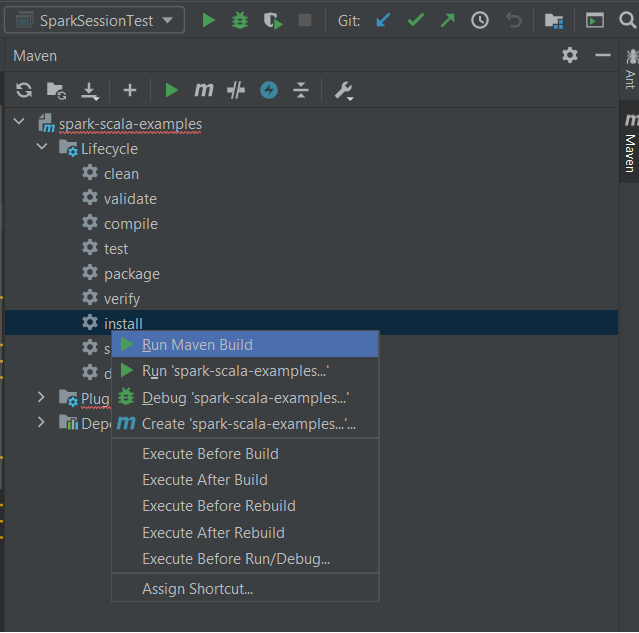 SparkSessionTest
Git:
Maven
spark-scala-examples
Lifecycle
clean
validate
compile
test
package
verify
install
s
d
Plug
Depe
Run Maven Build
Run 'spark-scala-examples...'
Debug 'spark-scala-examples...'
Create 'spark-scala-examples...'...
Execute Before Build
Execute After Build
Execute Before Rebuild
Execute After Rebuild
Execute Before Run/Debug...
Assign Shortcut...
Ant
m
Maven